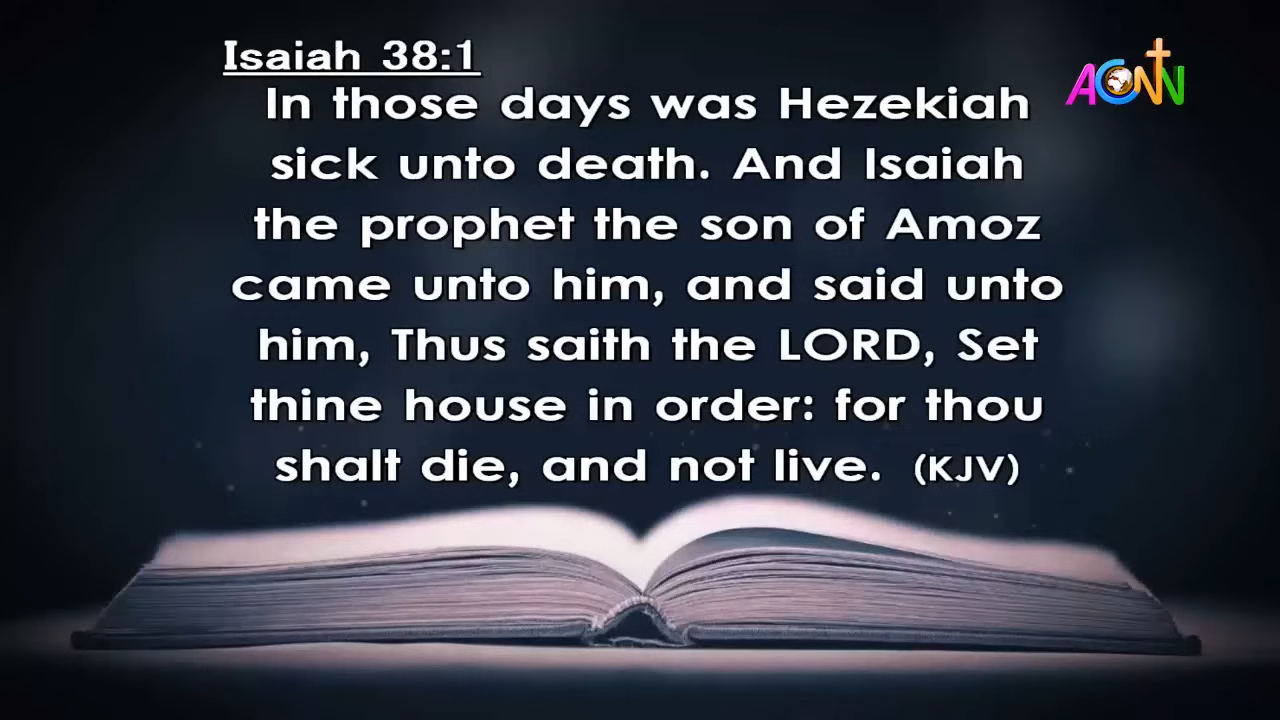 Isaiah 38:1
ACNN
In those days was Hezekiah
sick unto death. And Isaiah
the prophet the son of Amoz
came unto him, and said unto
him, Thus saith the LORD, Set
thine house in order: for thou
shalt die, and not live. (KJV)